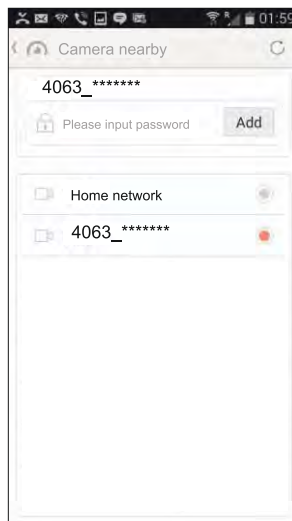 01:59
Camera nearby
4063_*******
Please input password Add
Home network
4063_*******